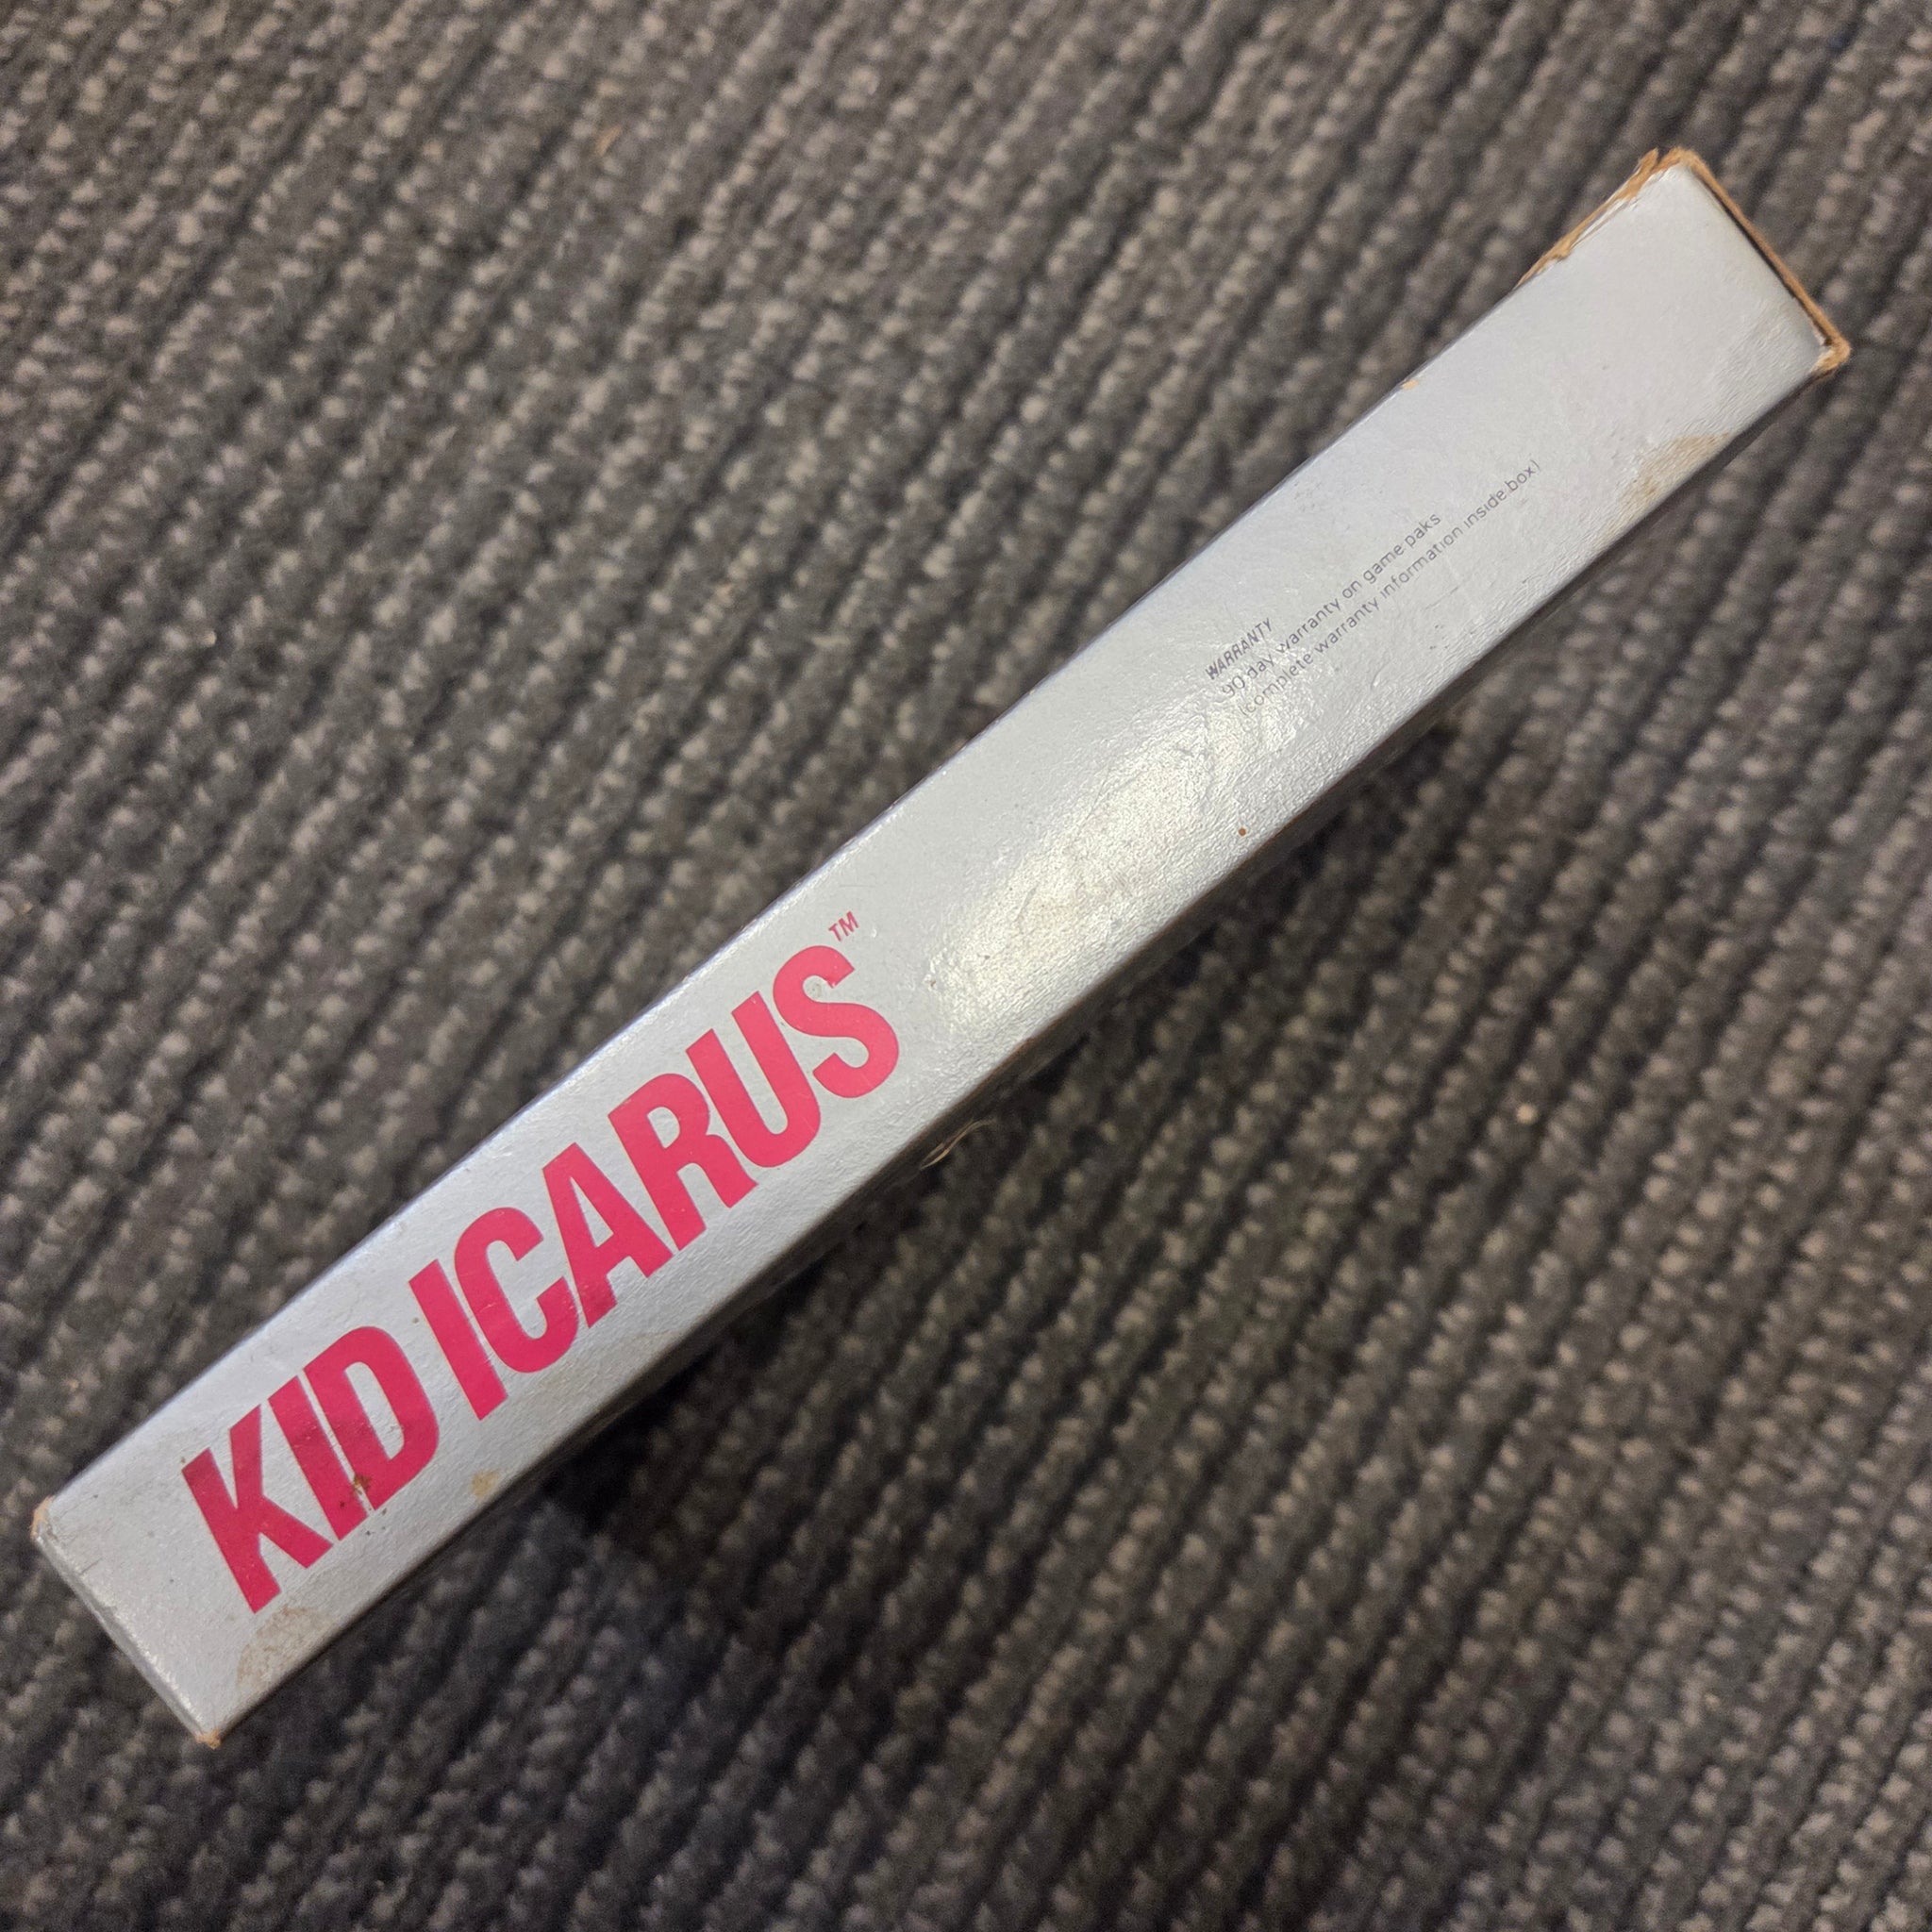 KID ICARUS™
WARRANTY
90 day warranty on game paks
(complete warranty information inside box)